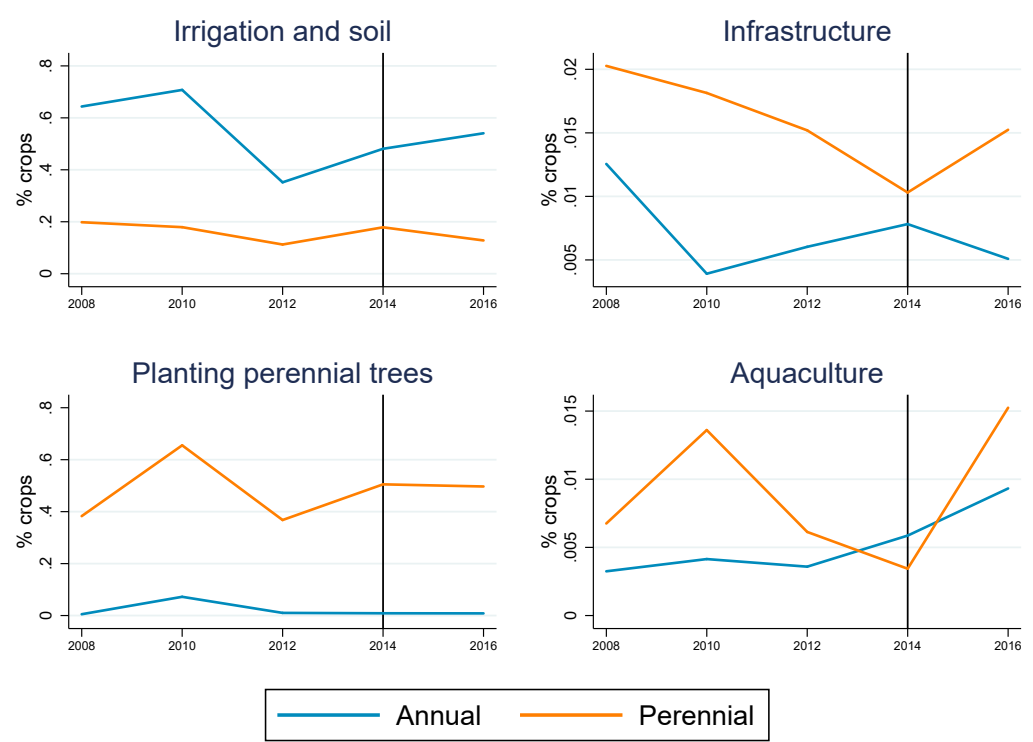 Irrigation and soil
% crops
.8
.6
.4
.2
0
2008 2010 2012 2014 2016
Infrastructure
% crops
.02
.015
.01
.005
2008 2010 2012 2014 2016
Planting perennial trees
% crops
.8
.6
.4
.2
0
2008 2010 2012 2014 2016
Aquaculture
% crops
.015
.01
.005
0
2008 2010 2012 2014 2016
Annual Perennial